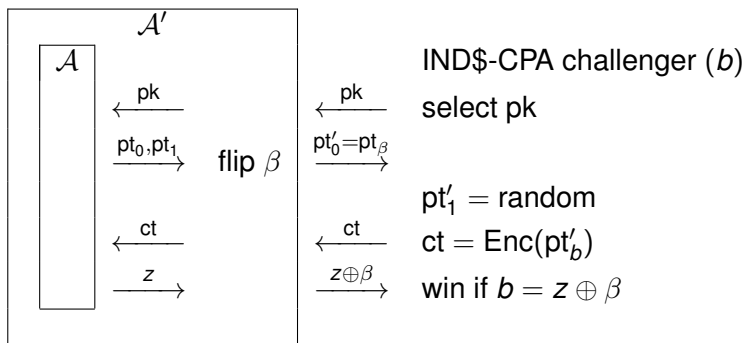 𝒜′
𝒜 IND$-CPA challenger (b)
pk pk select pk
pt₀,pt₁ flip β pt′₀=pt_β
pt′₁ = random
ct ct ct = Enc(pt′_b)
z z⊕β win if b = z ⊕ β